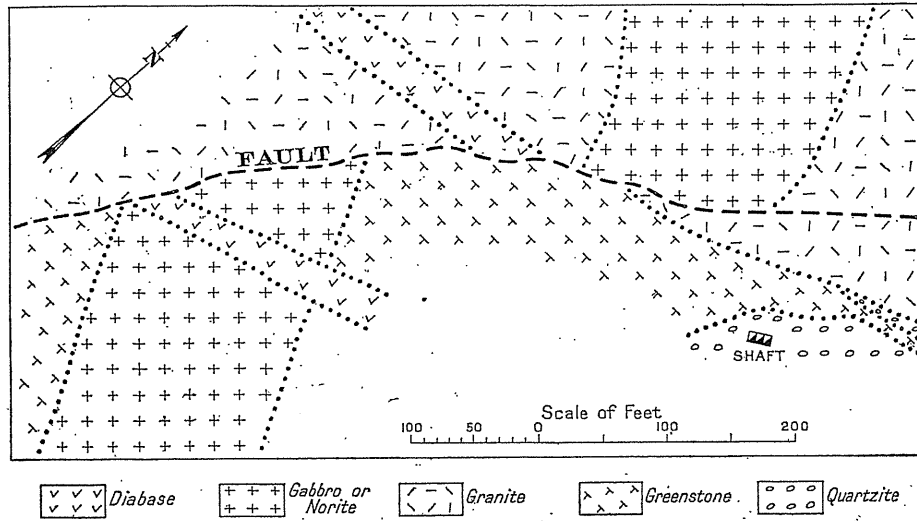 N
FAULT
SHAFT
Scale of Feet
100 50 0 100 200
Diabase
Gabbro or
Norite
Granite
Greenstone
Quartzite